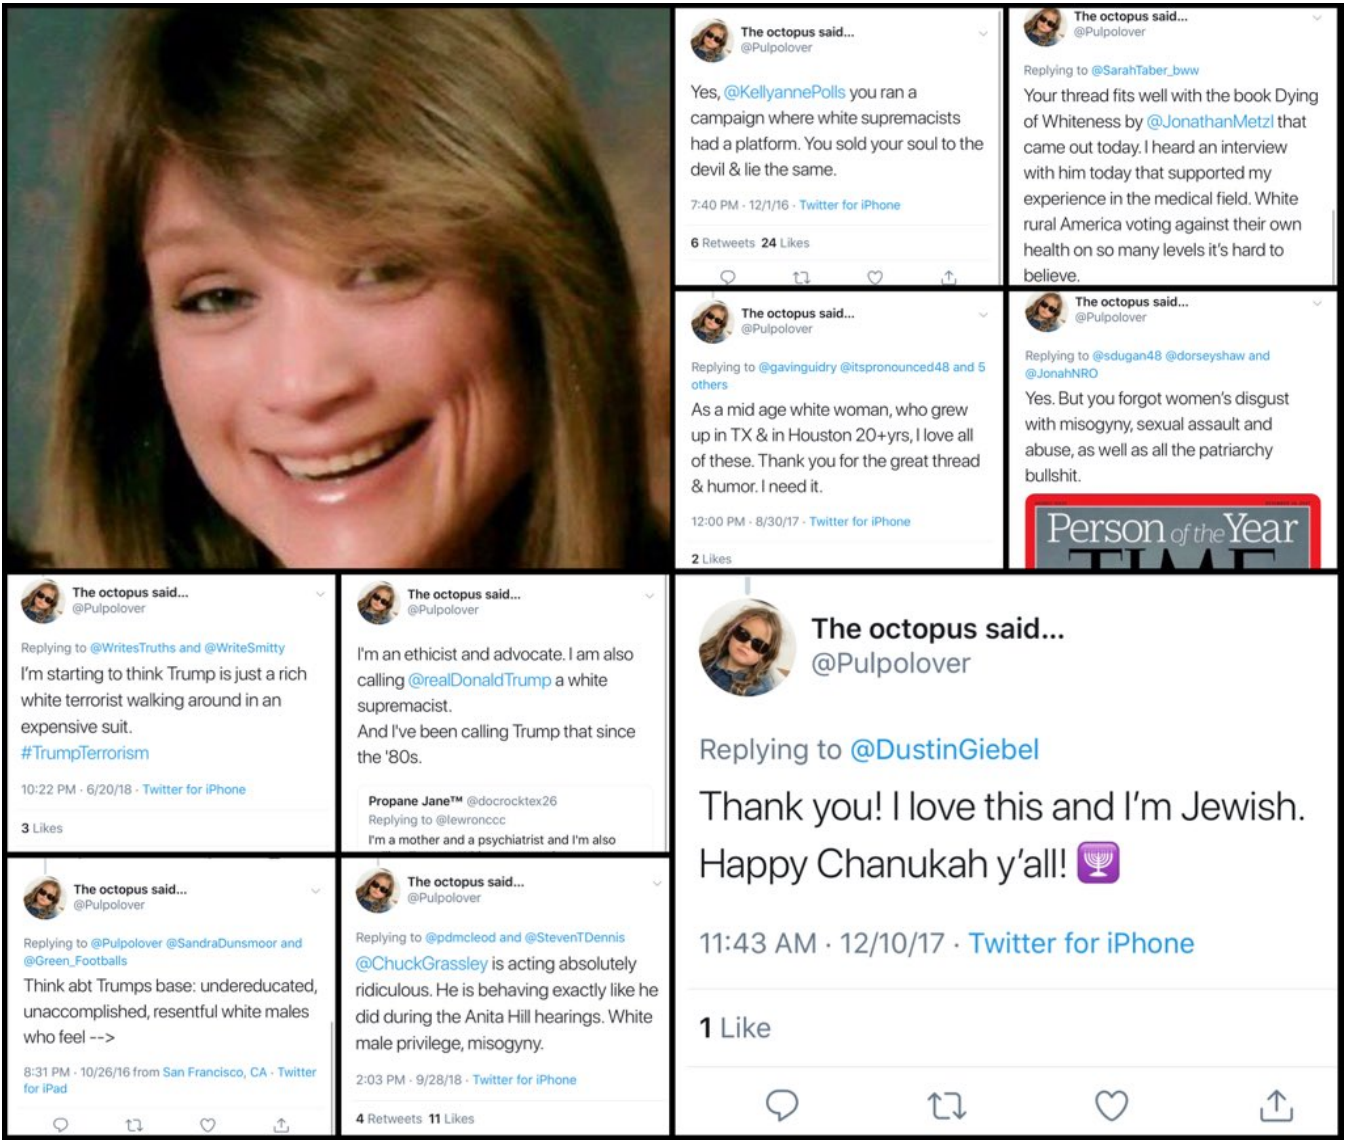 The octopus said...
@Pulpolover
Yes, @KellyannePolls you ran a
campaign where white supremacists
had a platform. You sold your soul to the
devil & lie the same.
7:40 PM · 12/1/16 · Twitter for iPhone
6 Retweets 24 Likes
The octopus said...
@Pulpolover
Replying to @SarahTaber_bww
Your thread fits well with the book Dying
of Whiteness by @JonathanMetzl that
came out today. I heard an interview
with him today that supported my
experience in the medical field. White
rural America voting against their own
health on so many levels it's hard to
believe.
The octopus said...
@Pulpolover
Replying to @gavinguidry @itspronounced48 and 5
others
As a mid age white woman, who grew
up in TX & in Houston 20+yrs, I love all
of these. Thank you for the great thread
& humor. I need it.
12:00 PM · 8/30/17 · Twitter for iPhone
2 Likes
The octopus said...
@Pulpolover
Replying to @sdugan48 @dorseyshaw and
@JonahNRO
Yes. But you forgot women's disgust
with misogyny, sexual assault and
abuse, as well as all the patriarchy
bullshit.
Person of the Year
TIME
The octopus said...
@Pulpolover
Replying to @WritesTruths and @WriteSmitty
I'm starting to think Trump is just a rich
white terrorist walking around in an
expensive suit.
#TrumpTerrorism
10:22 PM · 6/20/18 · Twitter for iPhone
3 Likes
The octopus said...
@Pulpolover
I'm an ethicist and advocate. I am also
calling @realDonaldTrump a white
supremacist.
And I've been calling Trump that since
the '80s.
Propane Jane™ @docrocktex26
Replying to @lewronccc
I'm a mother and a psychiatrist and I'm also
The octopus said...
@Pulpolover
Replying to @DustinGiebel
Thank you! I love this and I'm Jewish.
Happy Chanukah y'all! 🕎
11:43 AM · 12/10/17 · Twitter for iPhone
1 Like
The octopus said...
@Pulpolover
Replying to @Pulpolover @SandraDunsmoor and
@Green_Footballs
Think abt Trumps base: undereducated,
unaccomplished, resentful white males
who feel -->
8:31 PM · 10/26/16 from San Francisco, CA · Twitter
for iPad
The octopus said...
@Pulpolover
Replying to @pdmcleod and @StevenTDennis
@ChuckGrassley is acting absolutely
ridiculous. He is behaving exactly like he
did during the Anita Hill hearings. White
male privilege, misogyny.
2:03 PM · 9/28/18 · Twitter for iPhone
4 Retweets 11 Likes